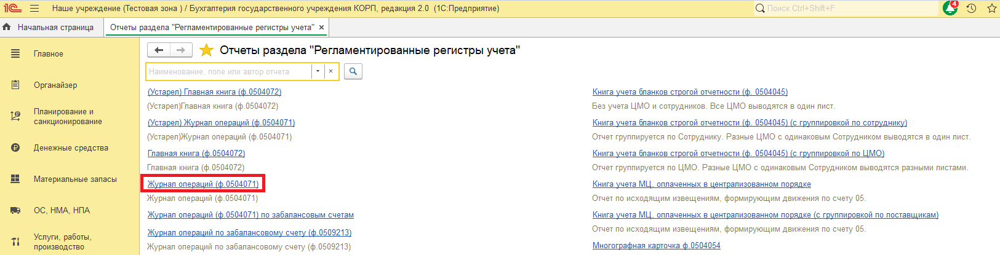 1С Наше учреждение (Тестовая зона ) / Бухгалтерия государственного учреждения КОРП, редакция 2.0 (1С:Предприятие)
Поиск Ctrl+Shift+F
4
Начальная страница
Отчеты раздела "Регламентированные регистры учета" ×
Главное
Органайзер
Планирование и
санкционирование
Денежные средства
Материальные запасы
ОС, НМА, НПА
Услуги, работы,
производство
Отчеты раздела "Регламентированные регистры учета"
Наименование, поле или автор отчета
(Устарел) Главная книга (ф.0504072)
(Устарел)Главная книга (ф.0504072)
(Устарел) Журнал операций (ф.0504071)
(Устарел)Журнал операций (ф.0504071)
Главная книга (ф.0504072)
Главная книга (ф.0504072)
Журнал операций (ф.0504071)
Журнал операций (ф.0504071)
Журнал операций (ф.0504071) по забалансовым счетам
Журнал операций по забалансовому счету (ф.0509213)
Журнал операций по забалансовому счету (ф.0509213)
Книга учета бланков строгой отчетности (ф. 0504045)
Без учета ЦМО и сотрудников. Все ЦМО выводятся в один лист.
Книга учета бланков строгой отчетности (ф. 0504045) (с группировкой по сотруднику)
Отчет группируется по Сотруднику. Разные ЦМО с одинаковым Сотрудником выводятся в один лист.
Книга учета бланков строгой отчетности (ф. 0504045) (с группировкой по ЦМО)
Отчет группируется по ЦМО. Разные ЦМО с одинаковым Сотрудником выводятся разными листами.
Книга учета МЦ, оплаченных в централизованном порядке
Отчет по исходящим извещениям, формирующим движения по счету 05.
Книга учета МЦ, оплаченных в централизованном порядке (с группировкой по поставщикам)
Отчет по исходящим извещениям, формирующим движения по счету 05.
Многографная карточка ф.0504054